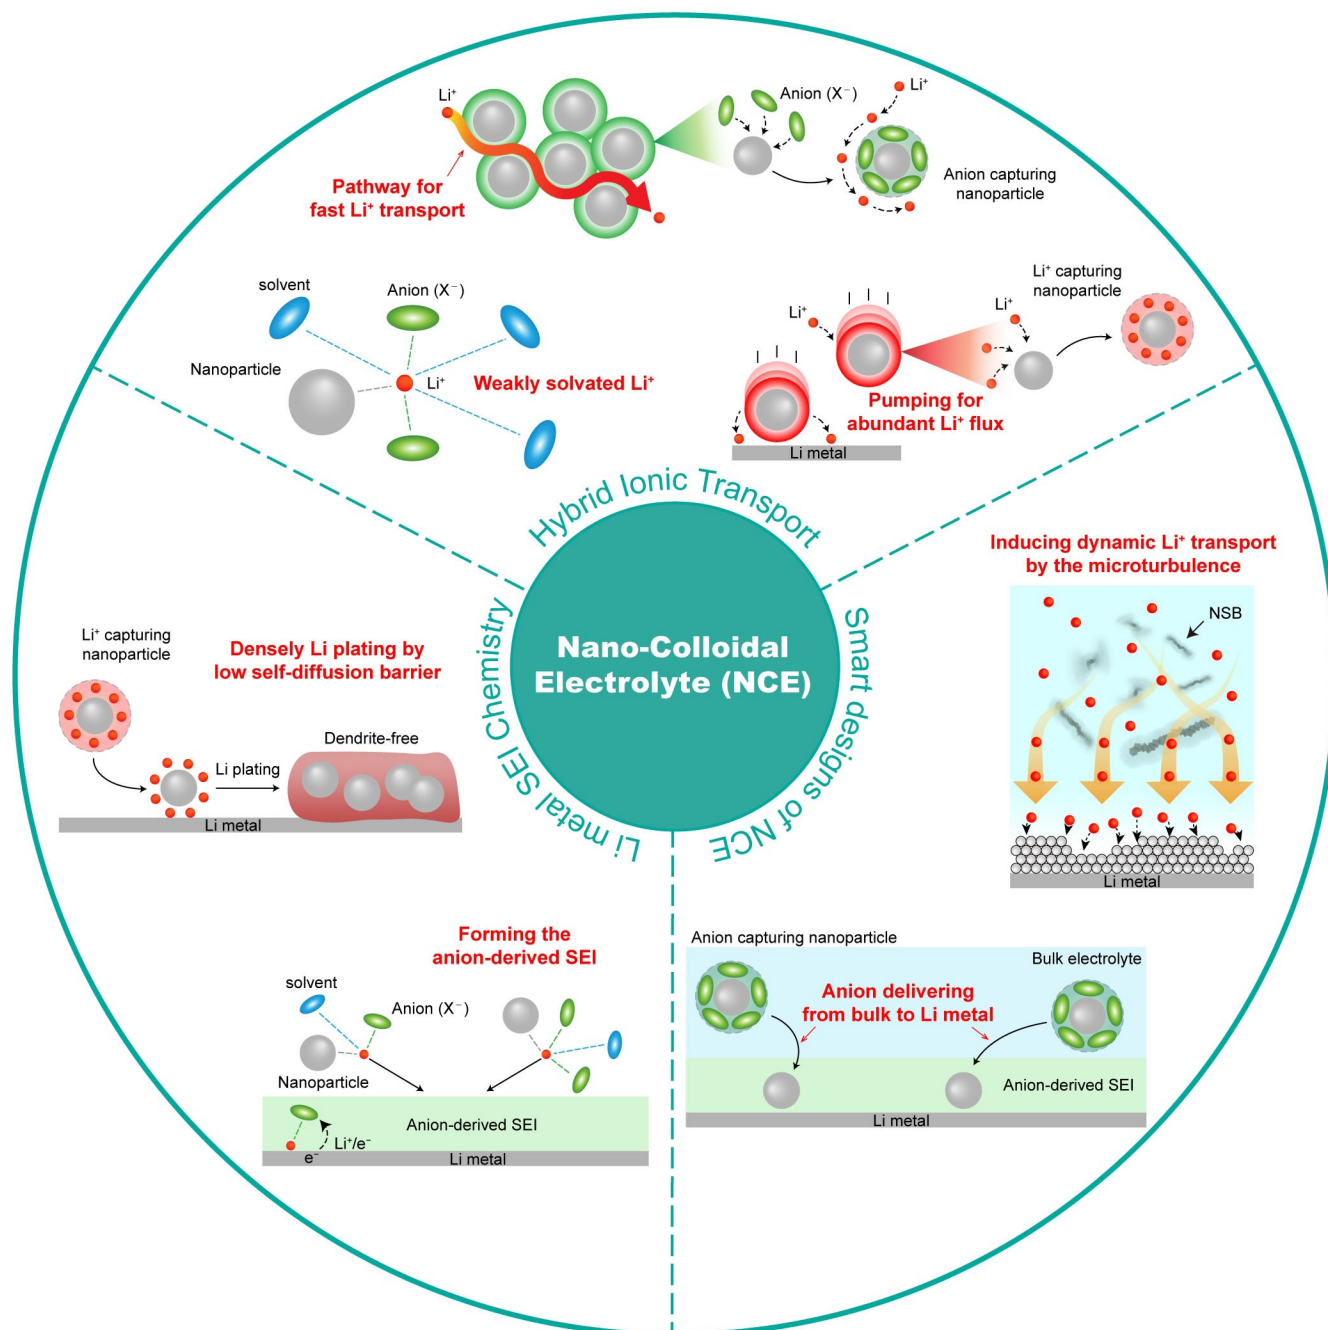 Li⁺
Anion (X⁻)
Li⁺
Pathway for
fast Li⁺ transport
Anion capturing
nanoparticle
solvent
Anion (X⁻)
Nanoparticle
Li⁺
Weakly solvated Li⁺
Li⁺ capturing
nanoparticle
Li⁺
Li⁺
Pumping for
abundant Li⁺ flux
Li metal
Hybrid Ionic Transport
Li metal SEI Chemistry
Smart designs of NCE
Nano-Colloidal
Electrolyte (NCE)
Inducing dynamic Li⁺ transport
by the microturbulence
NSB
Li metal
Li⁺ capturing
nanoparticle
Densely Li plating by
low self-diffusion barrier
Dendrite-free
Li plating
Li metal
Forming the
anion-derived SEI
solvent
Anion (X⁻)
Nanoparticle
Anion-derived SEI
Li⁺/e⁻
e⁻
Li metal
Anion capturing nanoparticle
Bulk electrolyte
Anion delivering
from bulk to Li metal
Anion-derived SEI
Li metal